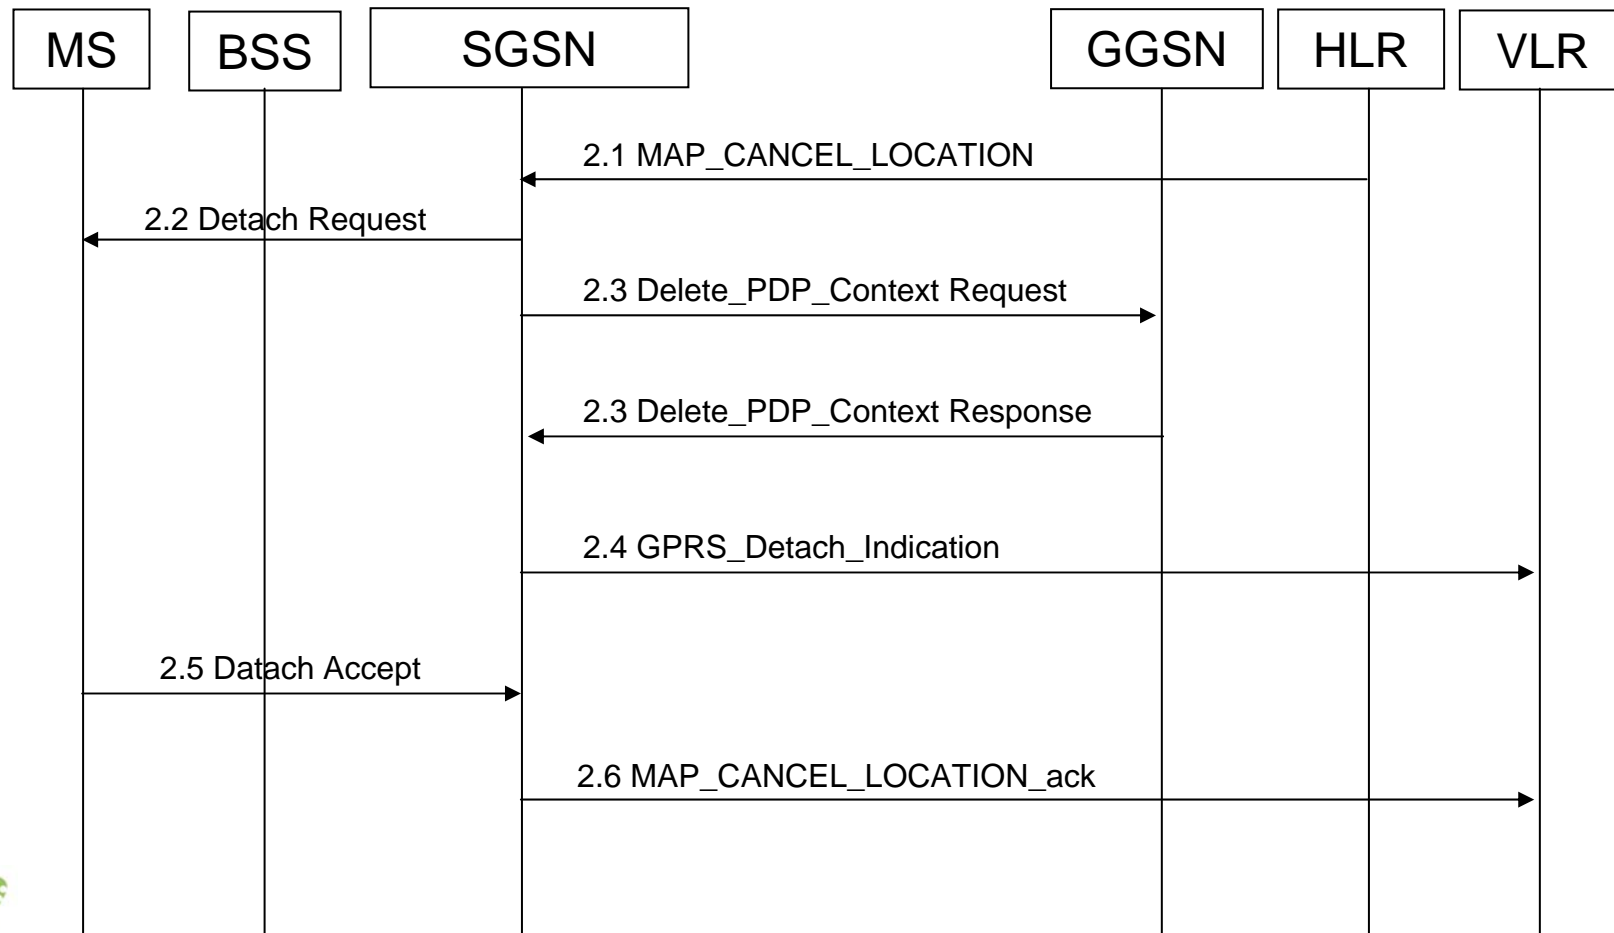 MS
BSS
SGSN
GGSN
HLR
VLR
2.1 MAP_CANCEL_LOCATION
2.2 Detach Request
2.3 Delete_PDP_Context Request
2.3 Delete_PDP_Context Response
2.4 GPRS_Detach_Indication
2.5 Datach Accept
2.6 MAP_CANCEL_LOCATION_ack